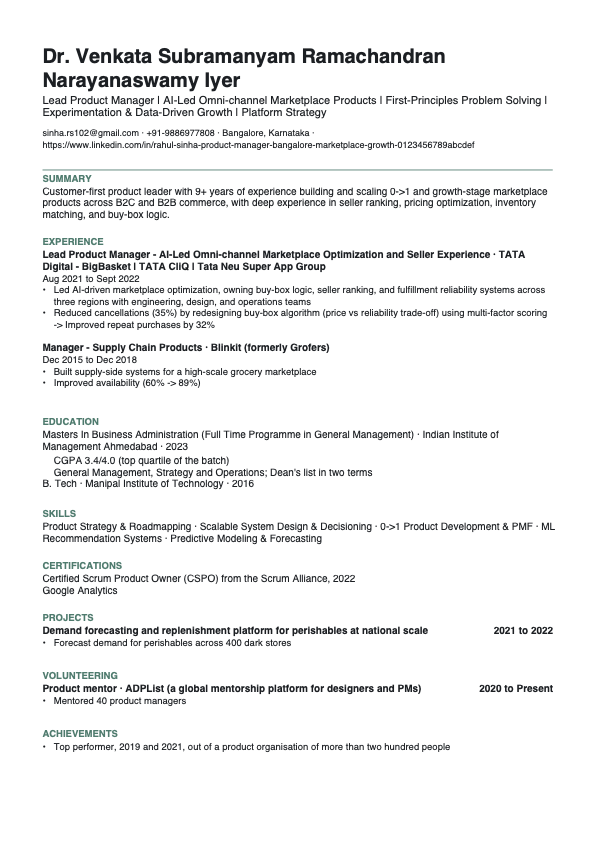 Dr. Venkata Subramanyam Ramachandran
Narayanaswamy Iyer
Lead Product Manager | AI-Led Omni-channel Marketplace Products | First-Principles Problem Solving |
Experimentation & Data-Driven Growth | Platform Strategy
sinha.rs102@gmail.com · +91-9886977808 · Bangalore, Karnataka ·
https://www.linkedin.com/in/rahul-sinha-product-manager-bangalore-marketplace-growth-0123456789abcdef
SUMMARY
Customer-first product leader with 9+ years of experience building and scaling 0->1 and growth-stage marketplace
products across B2C and B2B commerce, with deep experience in seller ranking, pricing optimization, inventory
matching, and buy-box logic.
EXPERIENCE
Lead Product Manager - AI-Led Omni-channel Marketplace Optimization and Seller Experience · TATA
Digital - BigBasket | TATA CliQ | Tata Neu Super App Group
Aug 2021 to Sept 2022
• Led AI-driven marketplace optimization, owning buy-box logic, seller ranking, and fulfillment reliability systems across
three regions with engineering, design, and operations teams
• Reduced cancellations (35%) by redesigning buy-box algorithm (price vs reliability trade-off) using multi-factor scoring
-> Improved repeat purchases by 32%
Manager - Supply Chain Products · Blinkit (formerly Grofers)
Dec 2015 to Dec 2018
• Built supply-side systems for a high-scale grocery marketplace
• Improved availability (60% -> 89%)
EDUCATION
Masters In Business Administration (Full Time Programme in General Management) · Indian Institute of
Management Ahmedabad · 2023
CGPA 3.4/4.0 (top quartile of the batch)
General Management, Strategy and Operations; Dean's list in two terms
B. Tech · Manipal Institute of Technology · 2016
SKILLS
Product Strategy & Roadmapping · Scalable System Design & Decisioning · 0->1 Product Development & PMF · ML
Recommendation Systems · Predictive Modeling & Forecasting
CERTIFICATIONS
Certified Scrum Product Owner (CSPO) from the Scrum Alliance, 2022
Google Analytics
PROJECTS
Demand forecasting and replenishment platform for perishables at national scale 2021 to 2022
• Forecast demand for perishables across 400 dark stores
VOLUNTEERING
Product mentor · ADPList (a global mentorship platform for designers and PMs) 2020 to Present
• Mentored 40 product managers
ACHIEVEMENTS
• Top performer, 2019 and 2021, out of a product organisation of more than two hundred people